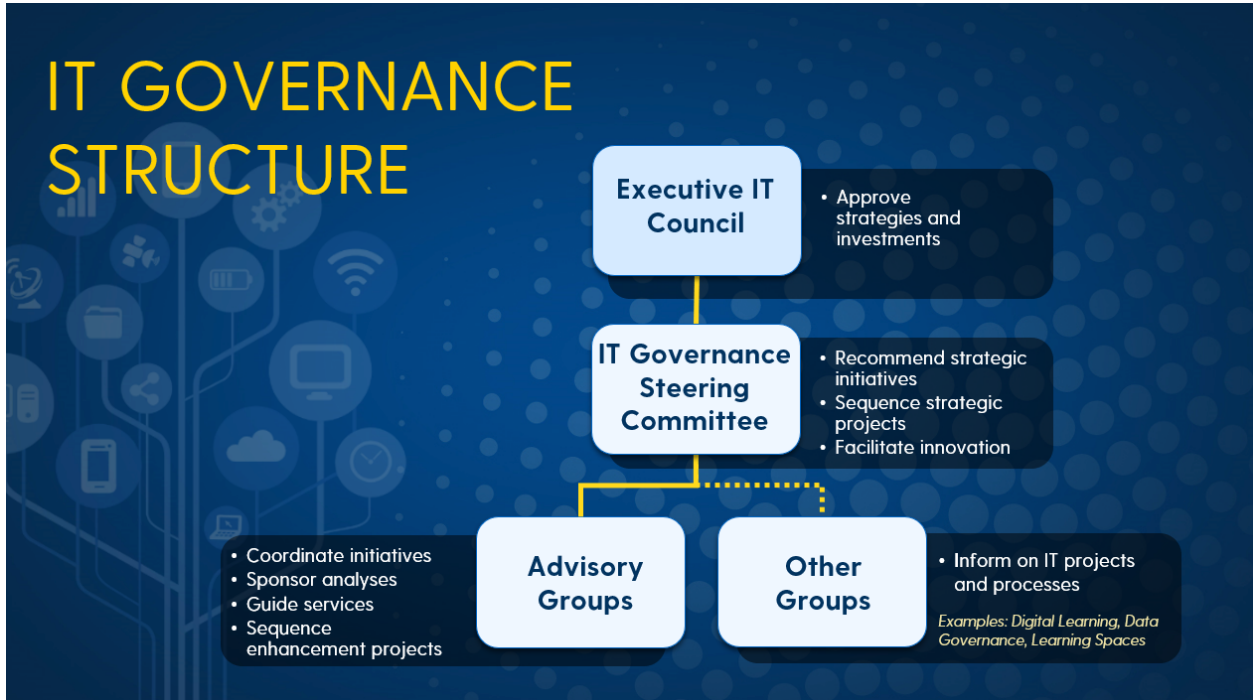 IT GOVERNANCE
STRUCTURE
Executive IT
Council
• Approve
strategies and
investments
IT Governance
Steering
Committee
• Recommend strategic
initiatives
• Sequence strategic
projects
• Facilitate innovation
• Coordinate initiatives
• Sponsor analyses
• Guide services
• Sequence
enhancement projects
Advisory
Groups
Other
Groups
• Inform on IT projects
and processes
Examples: Digital Learning, Data
Governance, Learning Spaces